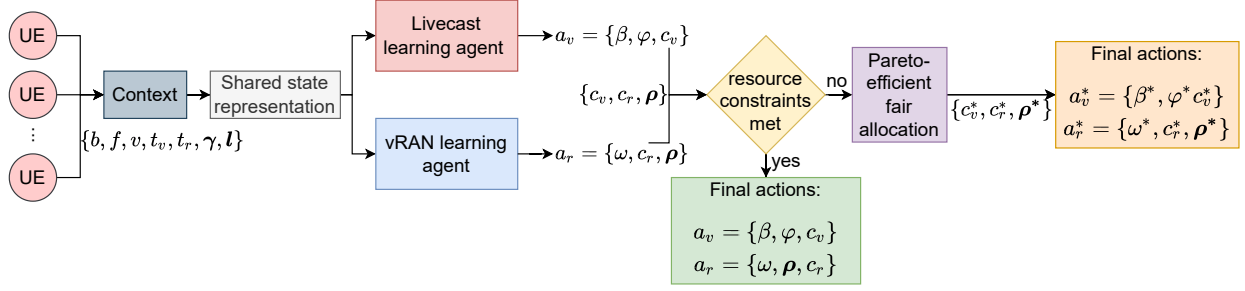 UE
UE
⋮
UE
Context
{b, f, v, t_v, t_r, γ, l}
Shared state
representation
Livecast
learning agent
a_v = {β, φ, c_v}
vRAN learning
agent
a_r = {ω, c_r, ρ}
{c_v, c_r, ρ}
resource
constraints
met
no
yes
Pareto-
efficient
fair
allocation
{c_v^*, c_r^*, ρ^*}
Final actions:
a_v^* = {β^*, φ^* c_v^*}
a_r^* = {ω^*, c_r^*, ρ^*}
Final actions:
a_v = {β, φ, c_v}
a_r = {ω, ρ, c_r}